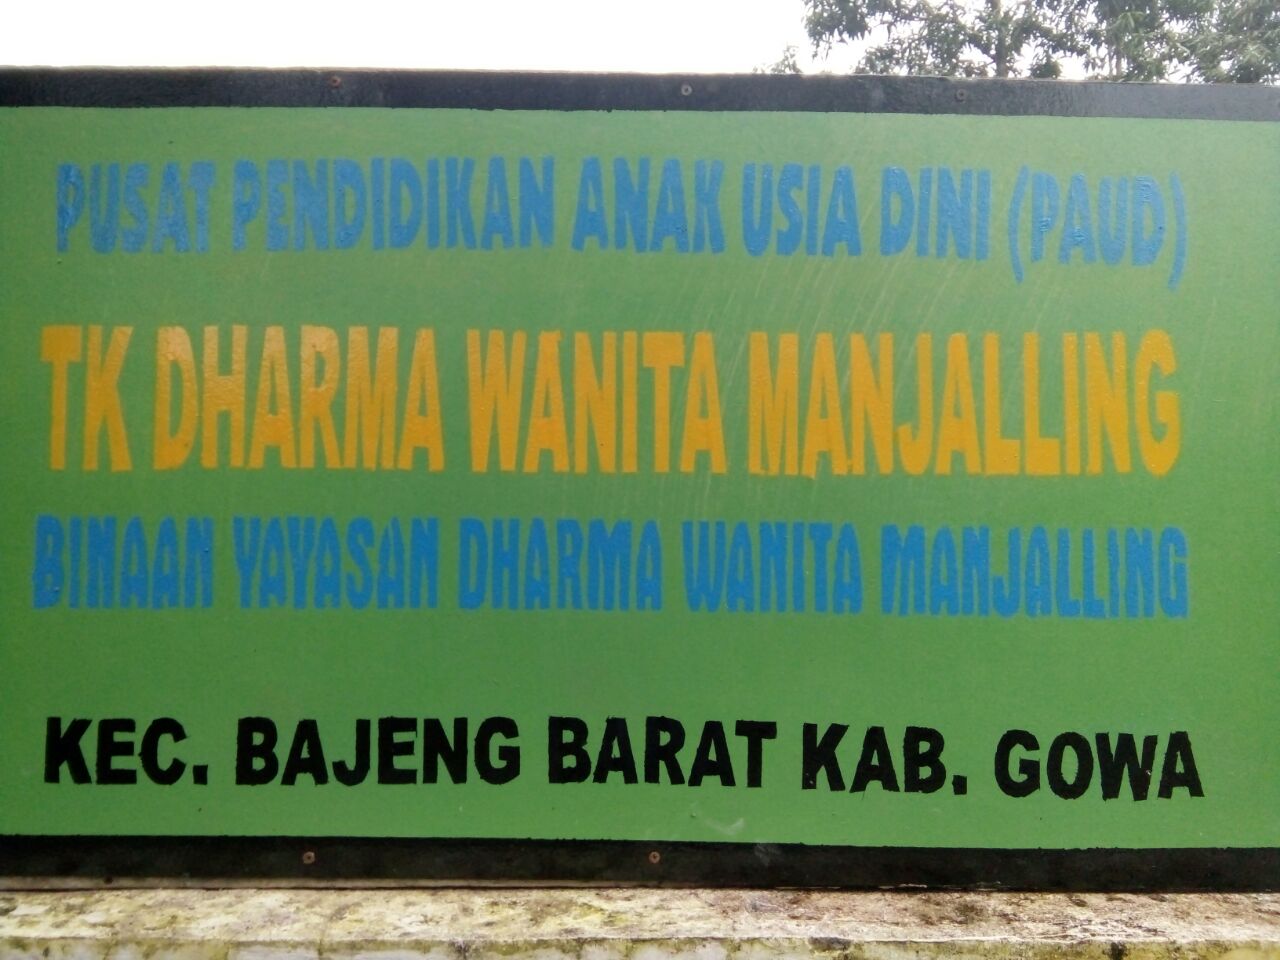 PUSAT PENDIDIKAN ANAK USIA DINI (PAUD)
TK DHARMA WANITA MANJALLING
BINAAN YAYASAN DHARMA WANITA MANJALLING
KEC. BAJENG BARAT KAB. GOWA